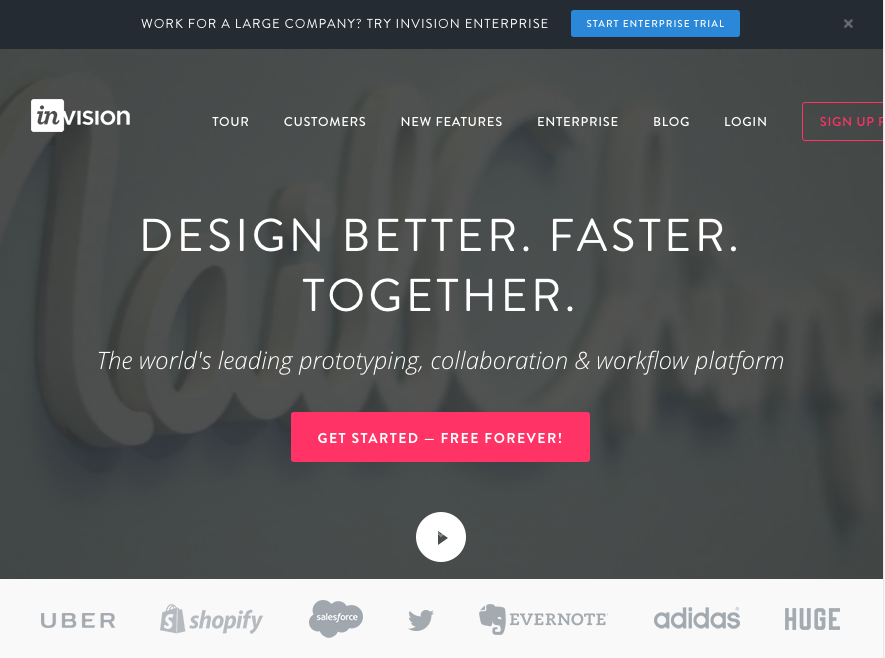 WORK FOR A LARGE COMPANY? TRY INVISION ENTERPRISE START ENTERPRISE TRIAL
invision TOUR CUSTOMERS NEW FEATURES ENTERPRISE BLOG LOGIN SIGN UP F
DESIGN BETTER. FASTER.
TOGETHER.
The world's leading prototyping, collaboration & workflow platform
GET STARTED — FREE FOREVER!
UBER shopify salesforce EVERNOTE adidas HUGE